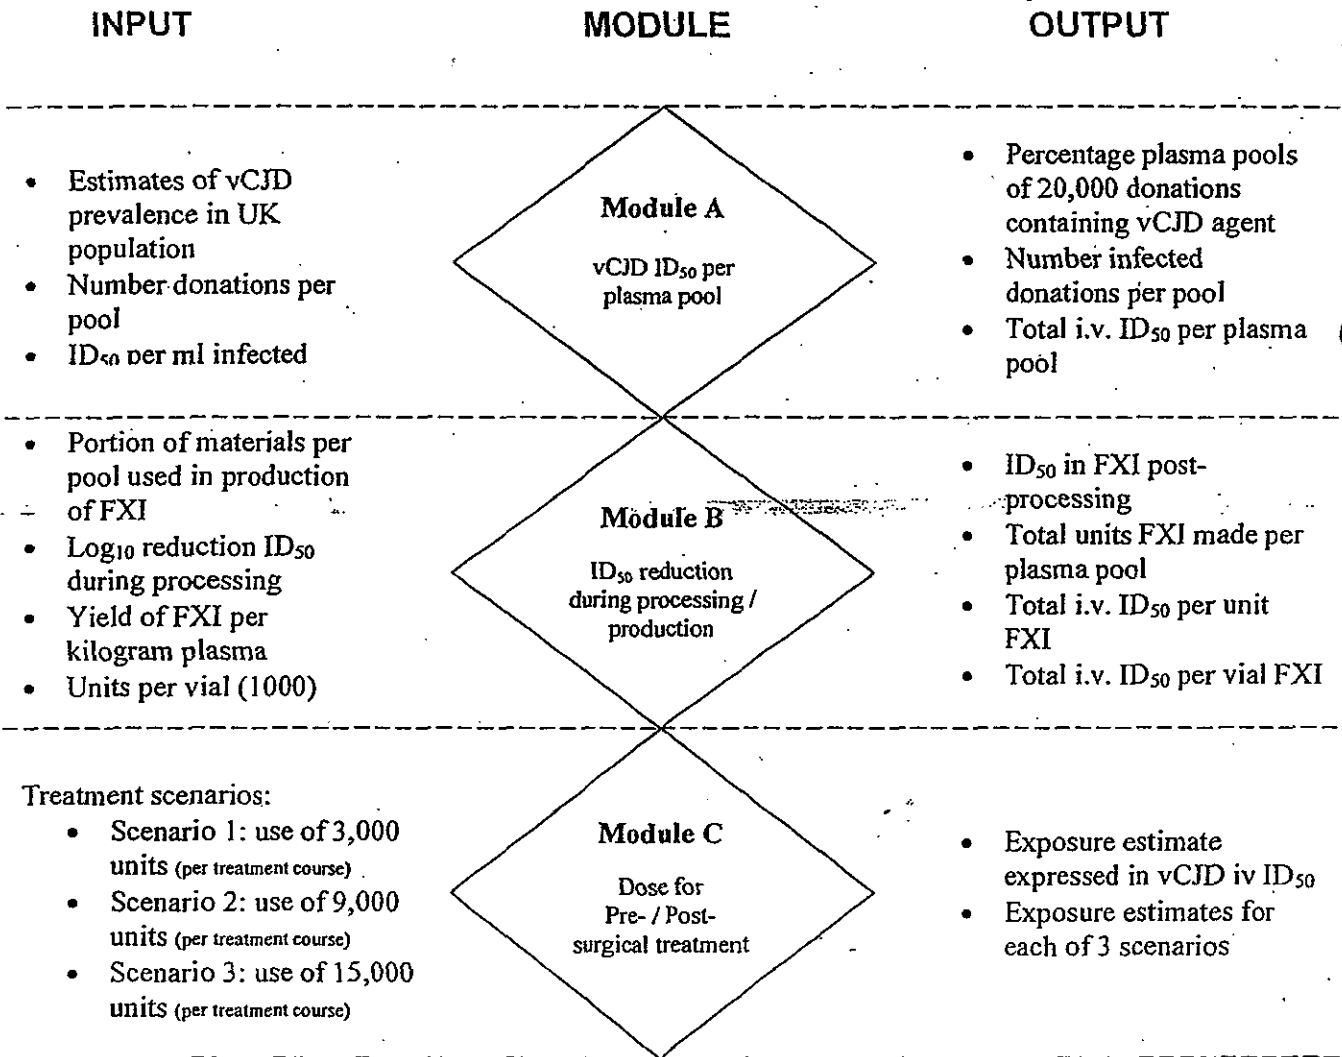 INPUT
MODULE
OUTPUT
• Estimates of vCJD
prevalence in UK
population
• Number donations per
pool
• ID50 per ml infected
Module A
vCJD ID50 per
plasma pool
• Percentage plasma pools
of 20,000 donations
containing vCJD agent
• Number infected
donations per pool
• Total i.v. ID50 per plasma
pool
• Portion of materials per
pool used in production
of FXI
• Log10 reduction ID50
during processing
• Yield of FXI per
kilogram plasma
• Units per vial (1000)
Module B
ID50 reduction
during processing /
production
• ID50 in FXI post-
processing
• Total units FXI made per
plasma pool
• Total i.v. ID50 per unit
FXI
• Total i.v. ID50 per vial FXI
Treatment scenarios:
• Scenario 1: use of 3,000
units (per treatment course)
• Scenario 2: use of 9,000
units (per treatment course)
• Scenario 3: use of 15,000
units (per treatment course)
Module C
Dose for
Pre- / Post-
surgical treatment
• Exposure estimate
expressed in vCJD iv ID50
• Exposure estimates for
each of 3 scenarios